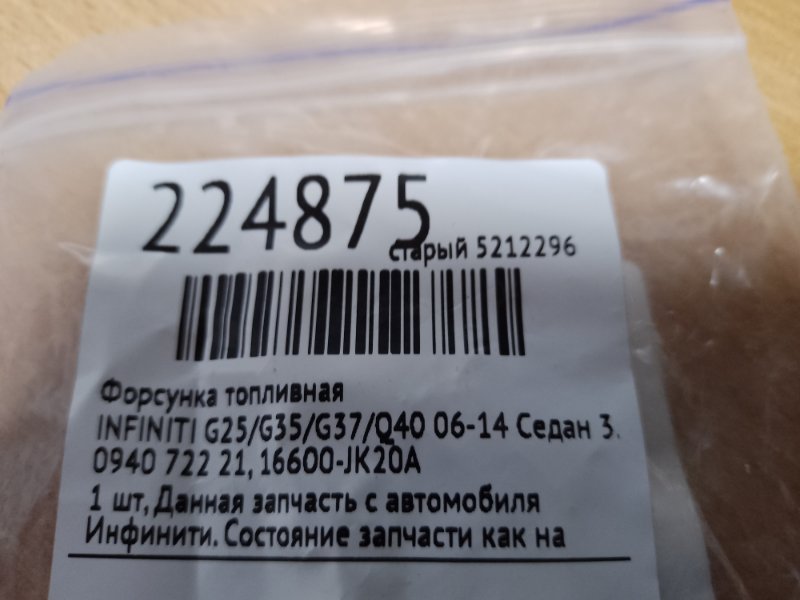 224875
старый 5212296
Форсунка топливная
INFINITI G25/G35/G37/Q40 06-14 Седан 3.
0940 722 21, 16600-JK20A
1 шт, Данная запчасть с автомобиля
Инфинити. Состояние запчасти как на